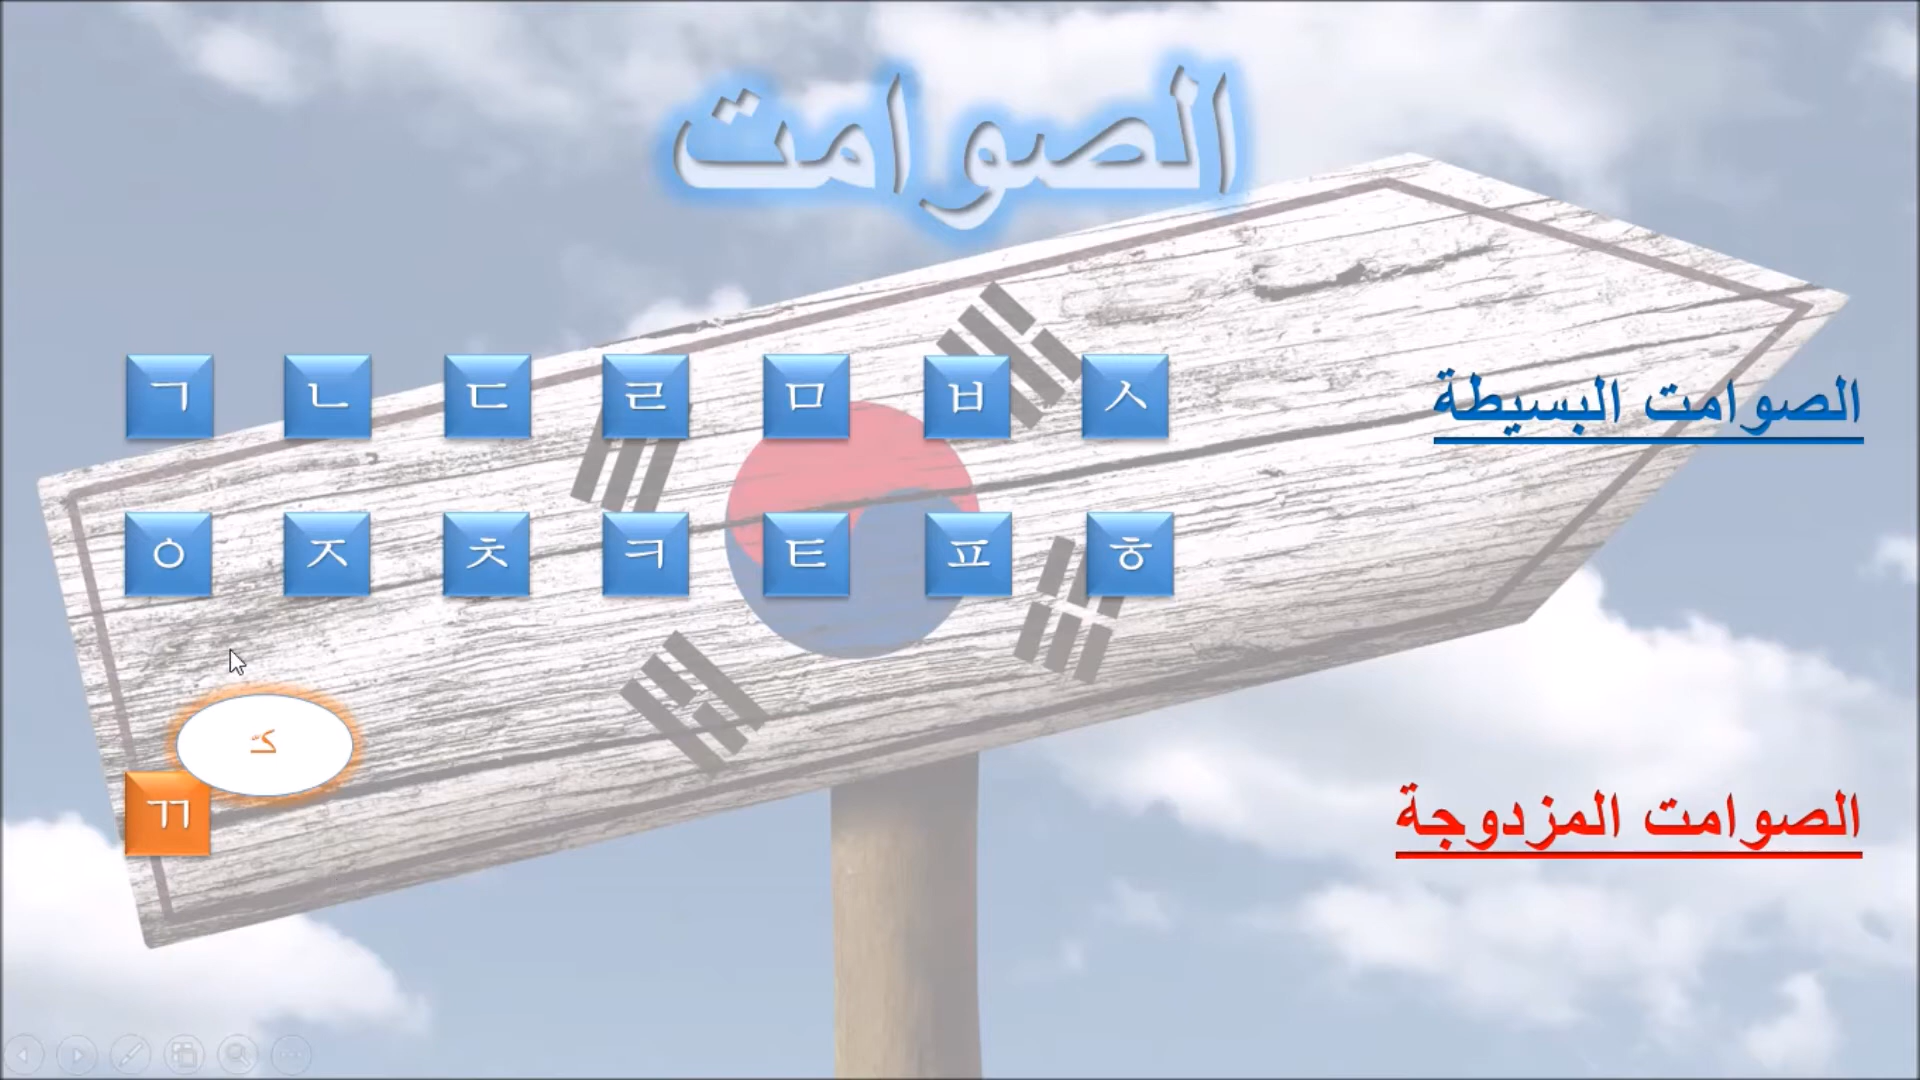 الصوامت
ㄱ ㄴ ㄷ ㄹ ㅁ ㅂ ㅅ
الصوامت البسيطة
ㅇ ㅈ ㅊ ㅋ ㅌ ㅍ ㅎ
كّ
ㄲ
الصوامت المزدوجة